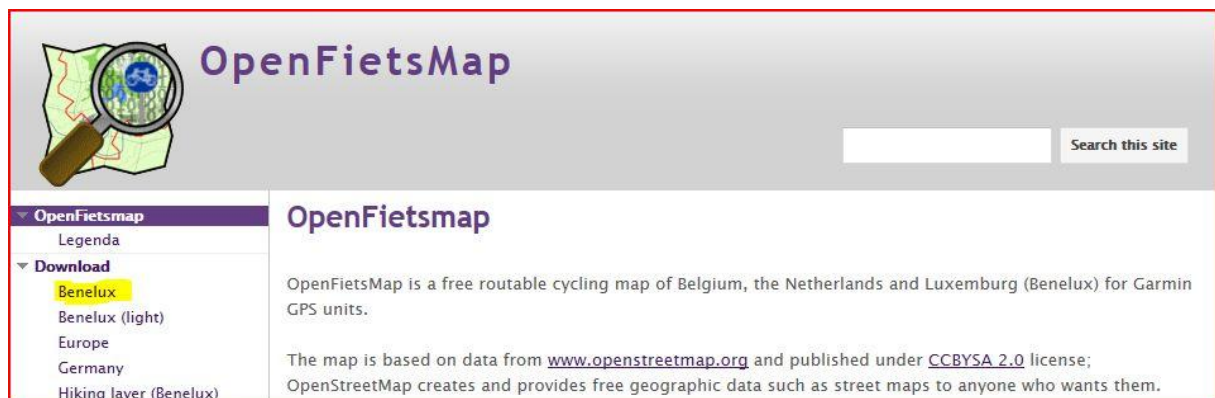 OpenFietsMap
Search this site
OpenFietsmap
Legenda
Download
Benelux
Benelux (light)
Europe
Germany
Hiking layer (Benelux)
OpenFietsmap
OpenFietsMap is a free routable cycling map of Belgium, the Netherlands and Luxemburg (Benelux) for Garmin
GPS units.
The map is based on data from www.openstreetmap.org and published under CCBYSA 2.0 license;
OpenStreetMap creates and provides free geographic data such as street maps to anyone who wants them.